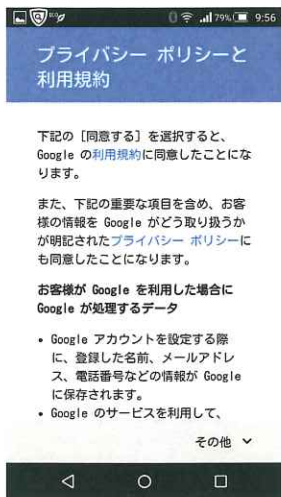 79% 9:56
プライバシー ポリシーと
利用規約
下記の [同意する] を選択すると、
Google の利用規約に同意したことにな
ります。
また、下記の重要な項目を含め、お客
様の情報を Google がどう取り扱うか
が明記されたプライバシー ポリシーに
も同意したことになります。
お客様が Google を利用した場合に
Google が処理するデータ
• Google アカウントを設定する際
に、登録した名前、メールアドレ
ス、電話番号などの情報が Google
に保存されます。
• Google のサービスを利用して、
その他